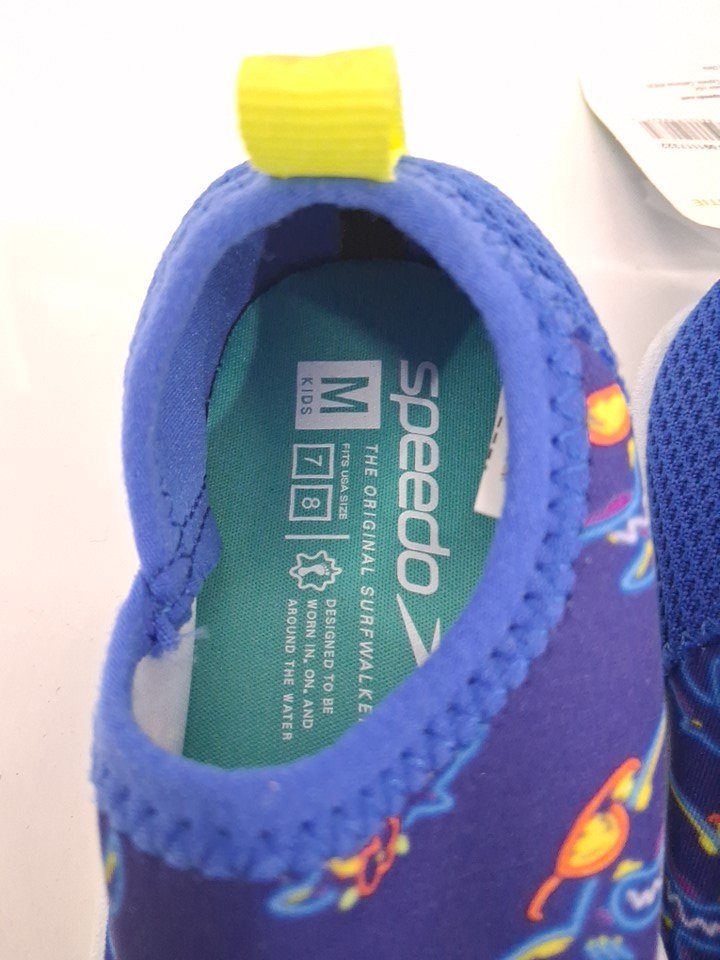 speedo
THE ORIGINAL SURFWALKE
M
KIDS
FITS USA SIZE
7 8
DESIGNED TO BE
WORN IN, ON, AND
AROUND THE WATER